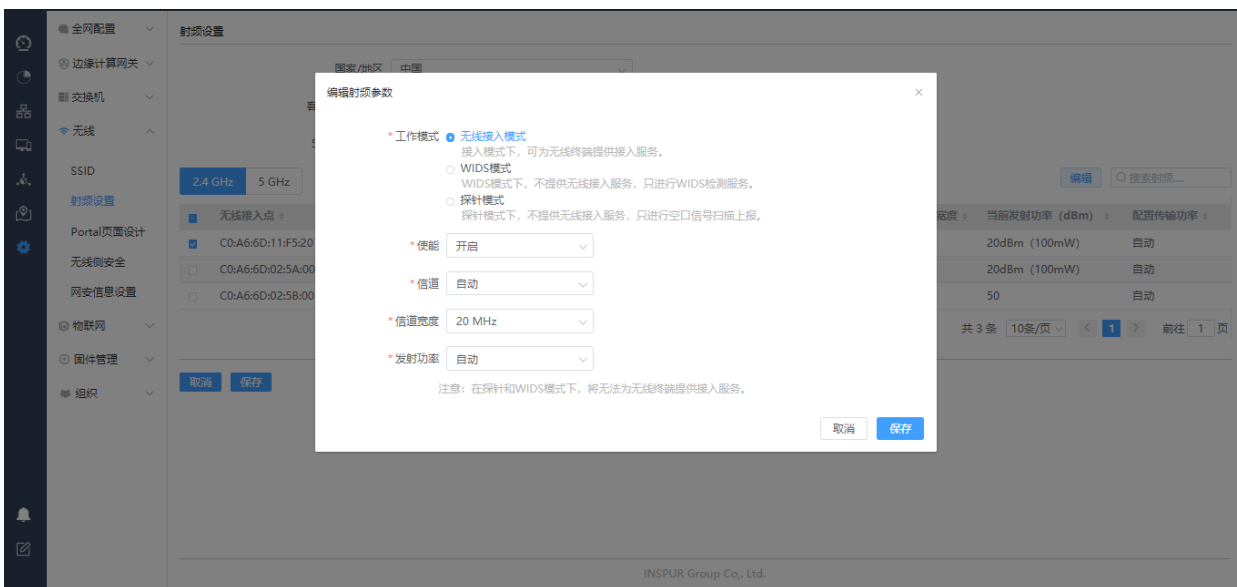 全网配置
边缘计算网关
交换机
无线
SSID
射频设置
Portal页面设计
无线侧安全
网安信息设置
物联网
固件管理
组织
射频设置
国家/地区 中国
2.4 GHz 5 GHz
编辑 搜索射频...
无线接入点 宽度 当前发射功率 (dBm) 配置传输功率
C0:A6:6D:11:F5:20 20dBm (100mW) 自动
C0:A6:6D:02:5A:00 20dBm (100mW) 自动
C0:A6:6D:02:5B:00 50 自动
共 3 条 10条/页 < 1 > 前往 1 页
取消 保存
编辑射频参数 ×
*工作模式 无线接入模式
接入模式下，可为无线终端提供接入服务。
WIDS模式
WIDS模式下，不提供无线接入服务，只进行WIDS检测服务。
探针模式
探针模式下，不提供无线接入服务，只进行空口信号扫描上报。
*使能 开启
*信道 自动
*信道宽度 20 MHz
*发射功率 自动
注意：在探针和WIDS模式下，将无法为无线终端提供接入服务。
取消 保存
INSPUR Group Co,. Ltd.